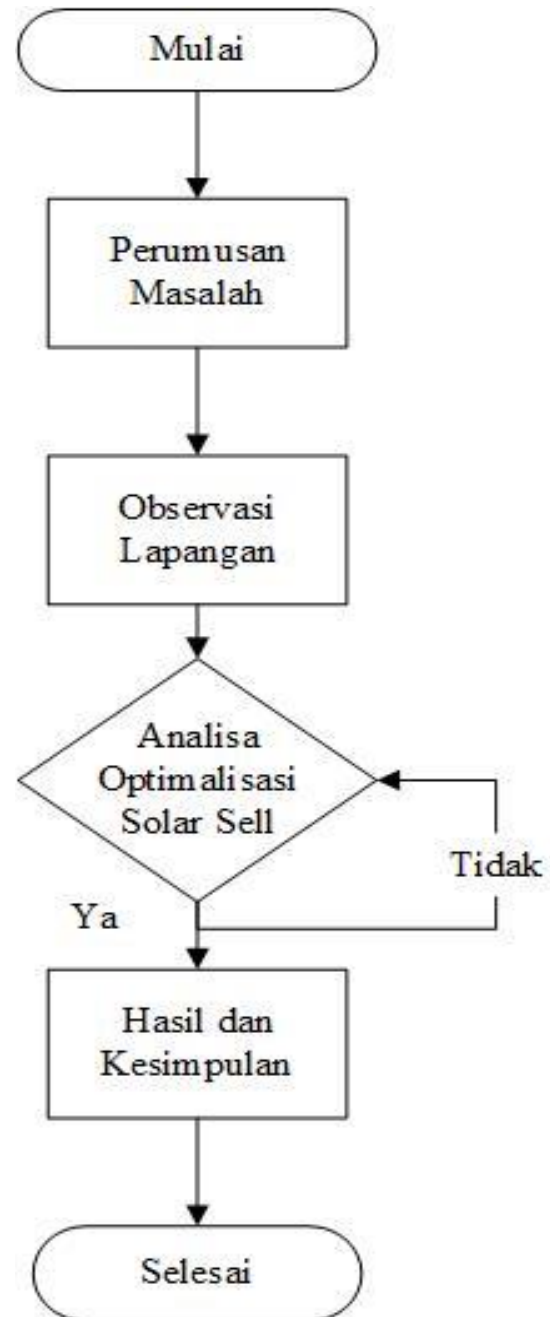 Mulai
Perumusan
Masalah
Observasi
Lapangan
Analisa
Optimalisasi
Solar Sell
Tidak
Ya
Hasil dan
Kesimpulan
Selesai